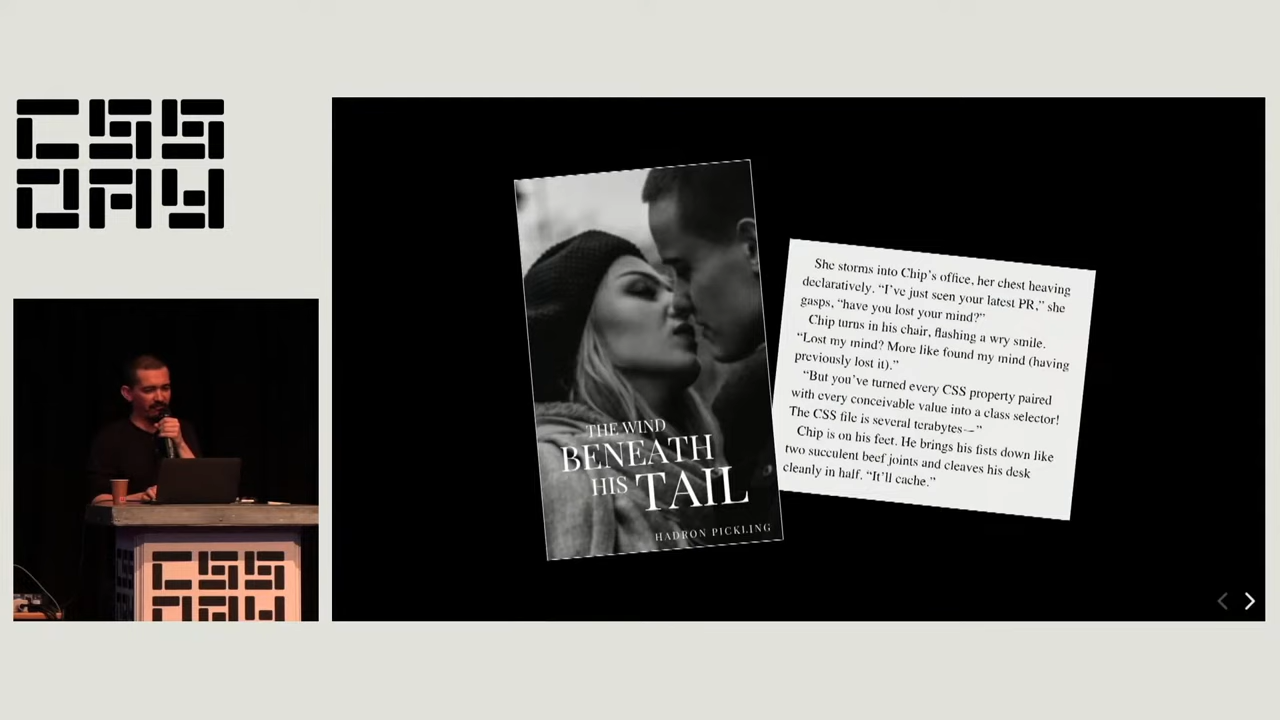 CSS
DAY
THE WIND
BENEATH
HIS TAIL
HADRON PICKLING
She storms into Chip’s office, her chest heaving
declaratively. “I’ve just seen your latest PR,” she
gasps, “have you lost your mind?”
Chip turns in his chair, flashing a wry smile.
“Lost my mind? More like found my mind (having
previously lost it).”
“But you’ve turned every CSS property paired
with every conceivable value into a class selector!
The CSS file is several terabytes--”
Chip is on his feet. He brings his fists down like
two succulent beef joints and cleaves his desk
cleanly in half. “It’ll cache.”
CSS
DAY